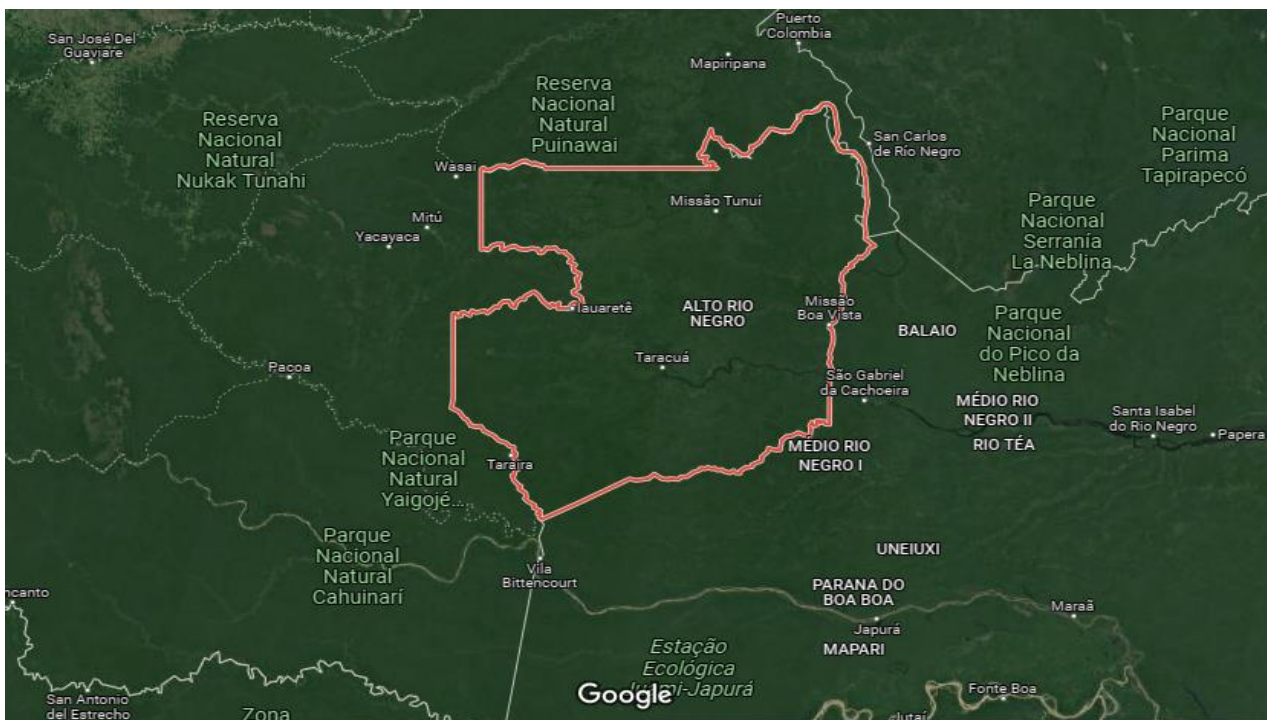 Puerto
Colombia
San José Del
Guaviare
Mapiripana
Reserva
Nacional
Natural
Puinawai
Reserva
Nacional
Natural
Nukak Tunahi
Parque
Nacional
Parima
Tapirapecó
San Carlos
de Rio Negro
Wasai
Missão Tunuí
Mitú
Yacayaca
Parque
Nacional
Serranía
La Neblina
Iauaretê
ALTO RIO
NEGRO
Missão
Boa Vista
BALAIO
Parque
Nacional
do Pico da
Neblina
Taracuá
Pacoa
São Gabriel
da Cachoeira
MÉDIO RIO
NEGRO II
RIO TÉA
Santa Isabel
do Rio Negro
Papera
Parque
Nacional
Natural
Yaigojé...
Taraira
MÉDIO RIO
NEGRO I
Parque
Nacional
Natural
Cahuinarí
UNEIUXI
Vila
Bittencourt
PARANA DO
BOA BOA
Maraã
ncanto
Japurá
MAPARI
Estação
Ecológica
mi-Japurá
Google
San Antonio
del Estrecho
Zona
Fonte Boa
Jutaí